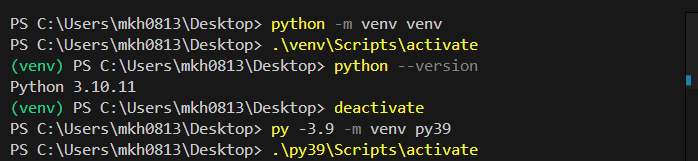 PS C:\Users\mkh0813\Desktop> python -m venv venv
PS C:\Users\mkh0813\Desktop> .\venv\Scripts\activate
(venv) PS C:\Users\mkh0813\Desktop> python --version
Python 3.10.11
(venv) PS C:\Users\mkh0813\Desktop> deactivate
PS C:\Users\mkh0813\Desktop> py -3.9 -m venv py39
PS C:\Users\mkh0813\Desktop> .\py39\Scripts\activate